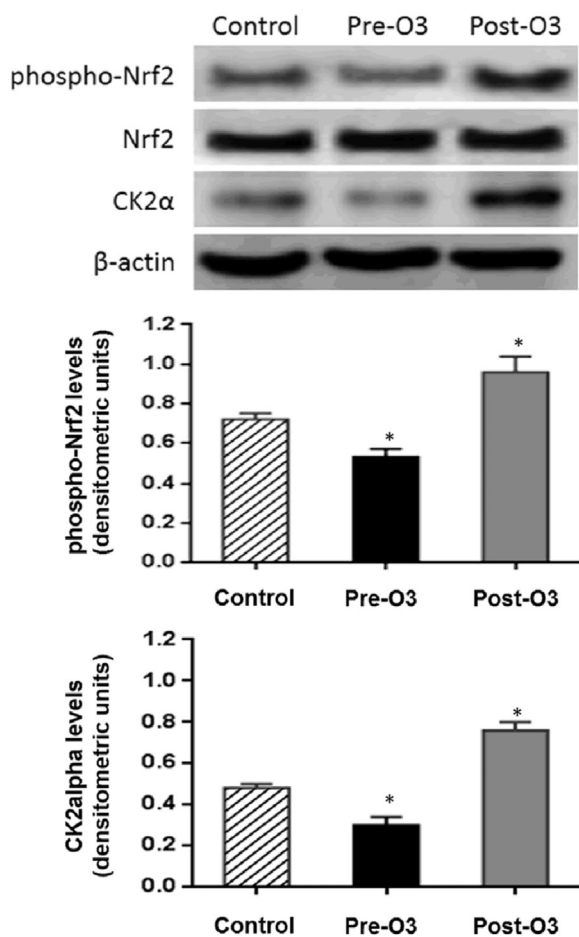 Control Pre-O3 Post-O3
phospho-Nrf2
Nrf2
CK2α
β-actin
phospho-Nrf2 levels
(densitometric units)
1.2
1.0
0.8
0.6
0.4
0.2
0.0
*
*
Control Pre-O3 Post-O3
CK2alpha levels
(densitometric units)
1.2
1.0
0.8
0.6
0.4
0.2
0.0
*
*
Control Pre-O3 Post-O3